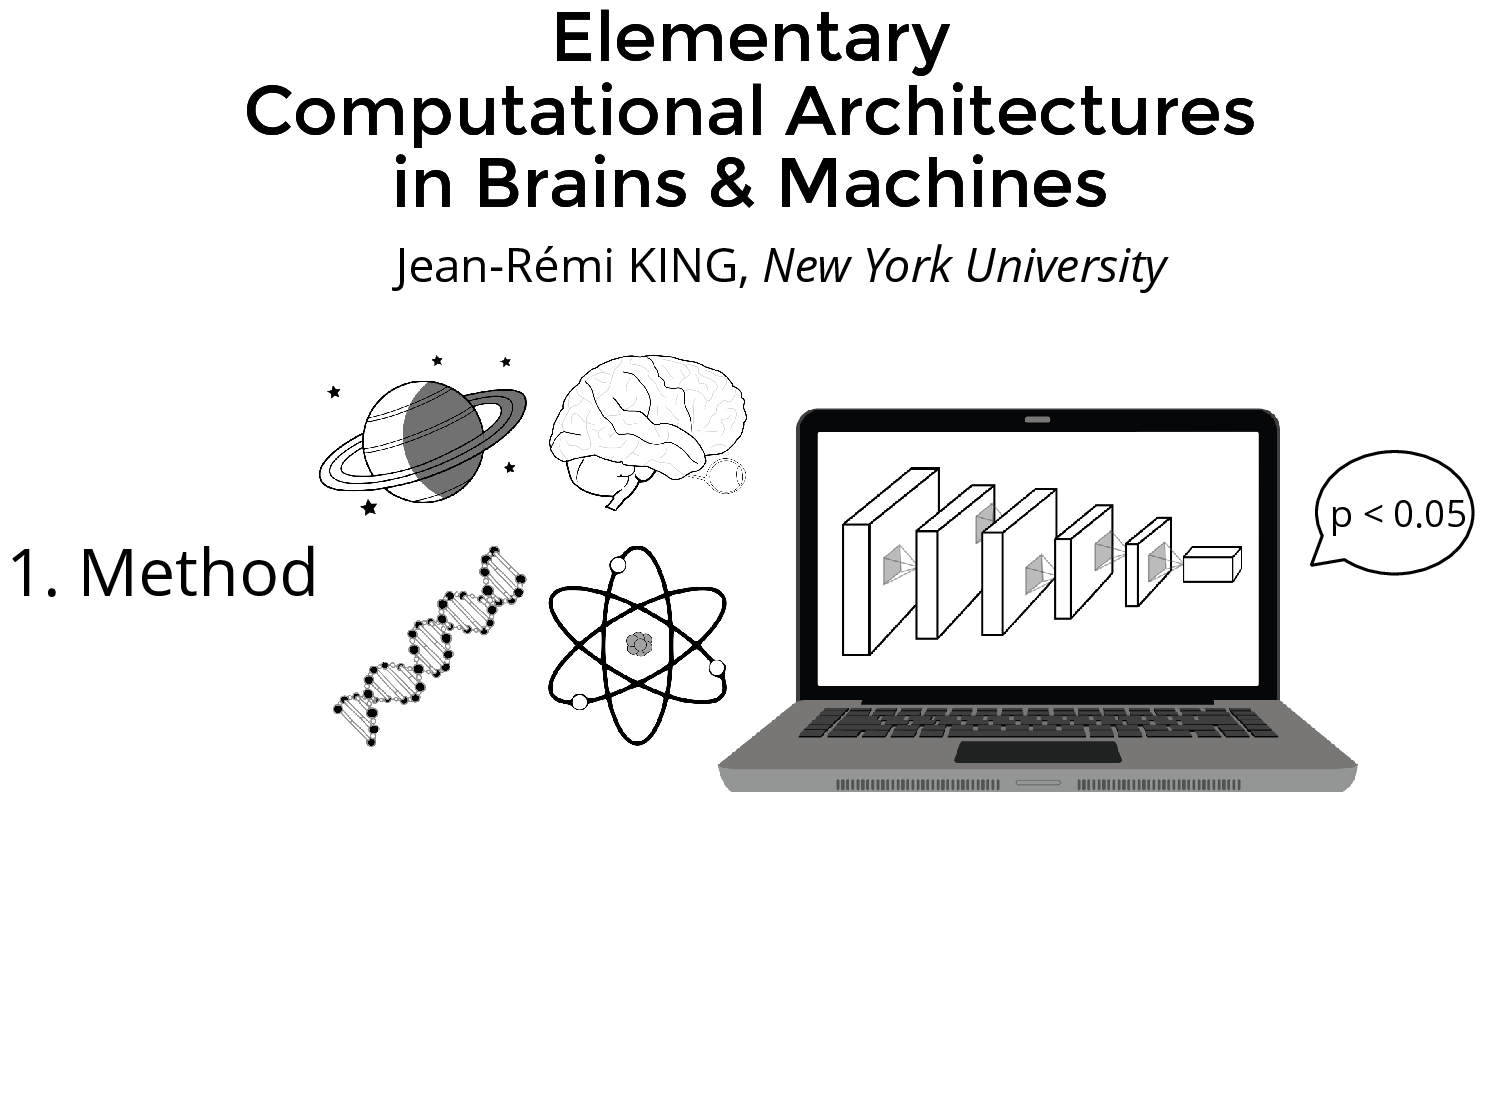 Elementary
Computational Architectures
in Brains & Machines
Jean-Rémi KING, New York University
1. Method
p < 0.05